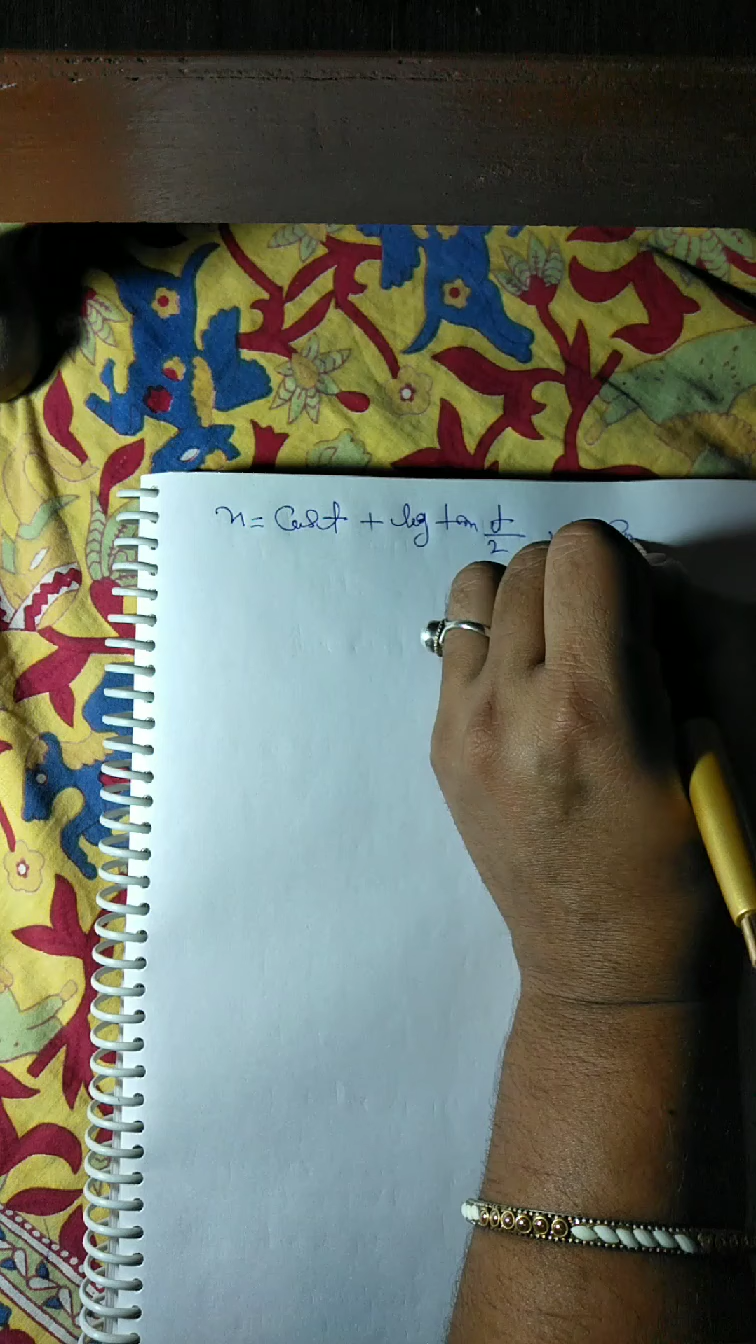 x = Cost + log tan t/2